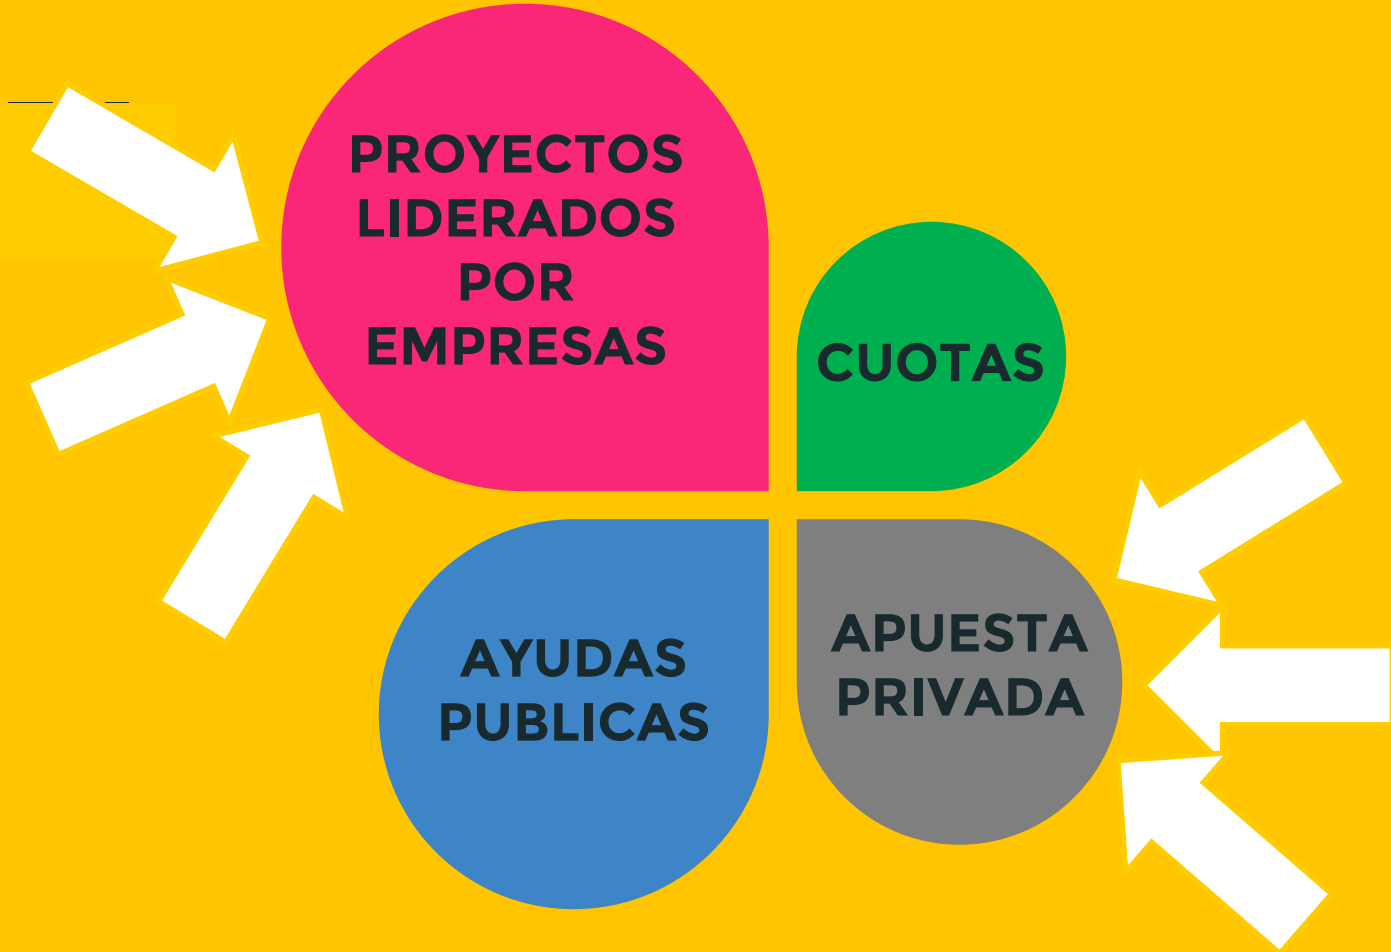 PROYECTOS
LIDERADOS
POR
EMPRESAS
CUOTAS
AYUDAS
PUBLICAS
APUESTA
PRIVADA